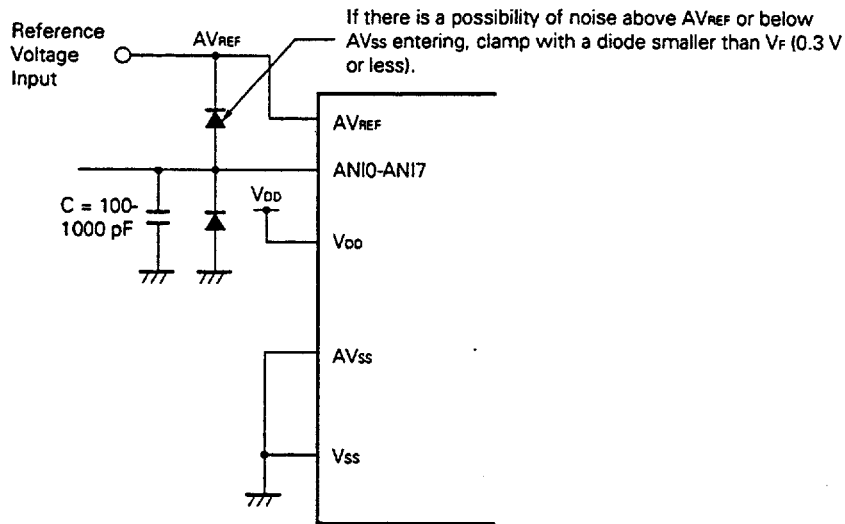 Reference
Voltage
Input
AVREF
If there is a possibility of noise above AVREF or below
AVss entering, clamp with a diode smaller than VF (0.3 V
or less).
AVREF
ANI0-ANI7
C = 100-
1000 pF
VDD
VDD
AVss
Vss